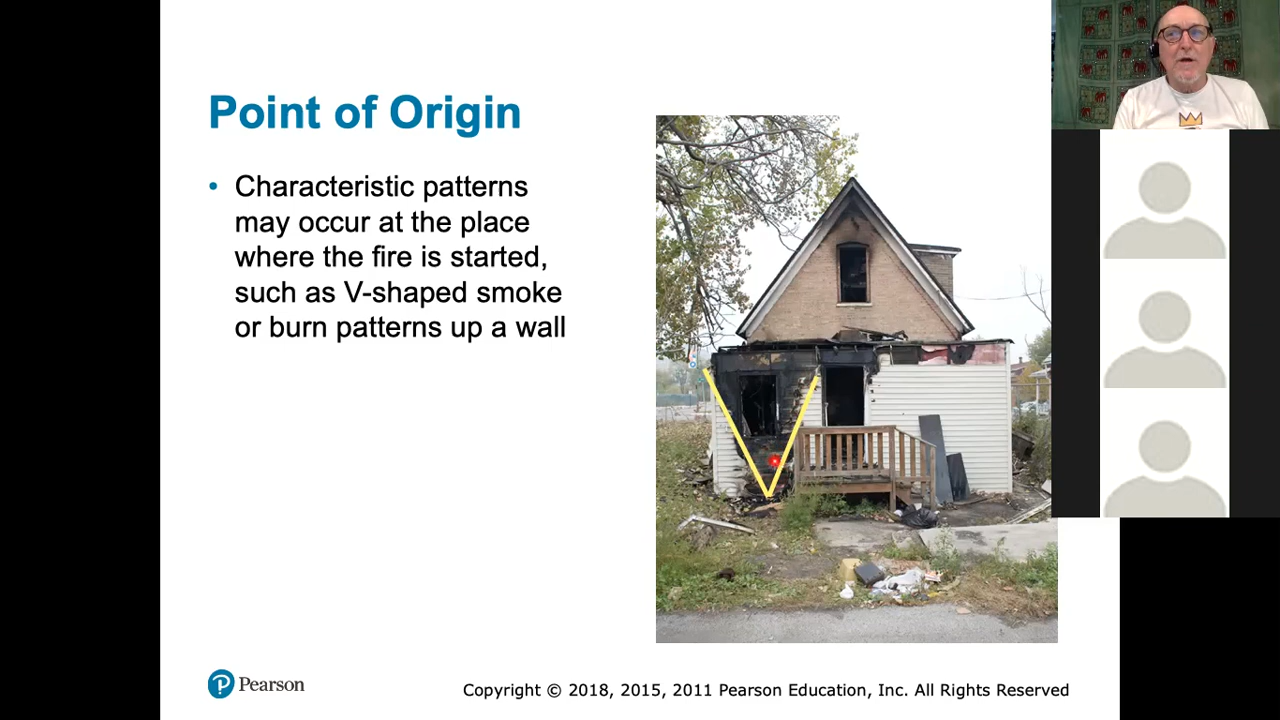 Point of Origin
• Characteristic patterns
may occur at the place
where the fire is started,
such as V-shaped smoke
or burn patterns up a wall
Pearson
Copyright © 2018, 2015, 2011 Pearson Education, Inc. All Rights Reserved